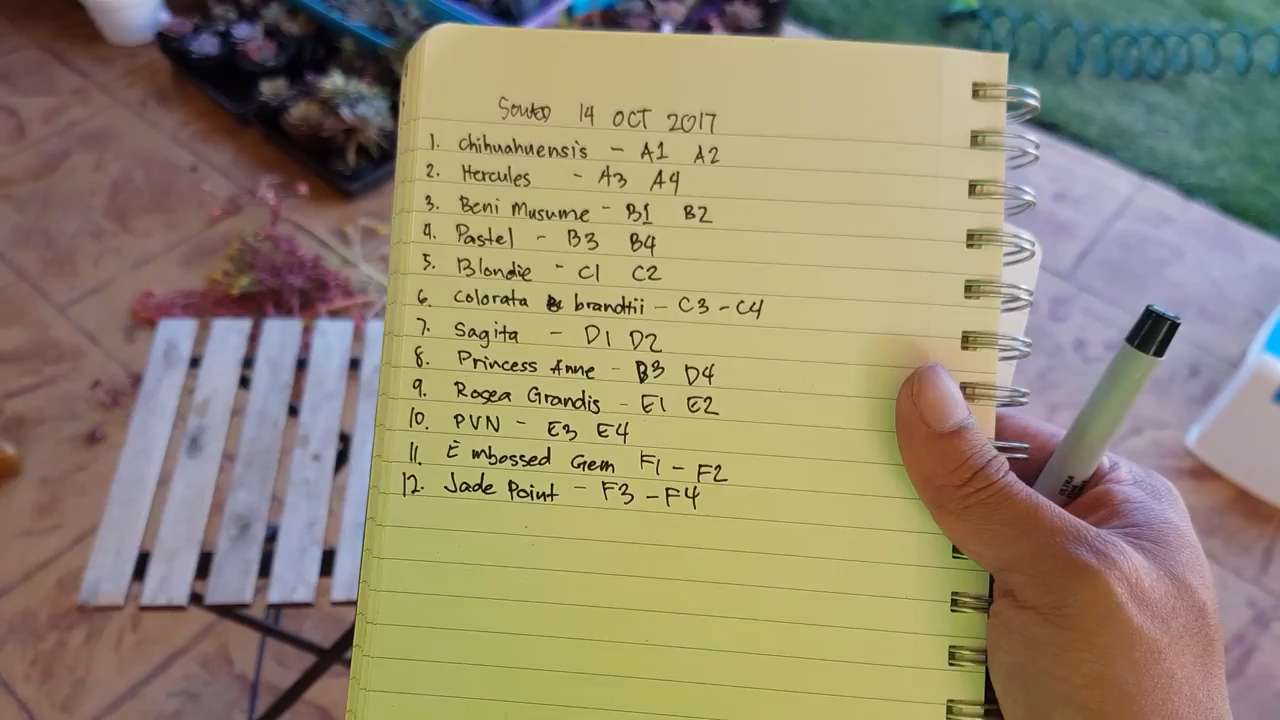 Sowed 14 OCT 2017
1. Chihuahuensis - A1 A2
2. Hercules - A3 A4
3. Beni Musume - B1 B2
4. Pastel - B3 B4
5. Blondie - C1 C2
6. Colorata brandtii - C3 - C4
7. Sagita - D1 D2
8. Princess Anne - B3 D4
9. Rosea Grandis - E1 E2
10. PVN - E3 E4
11. Embossed Gem F1 - F2
12. Jade Point - F3 - F4
ULTRA